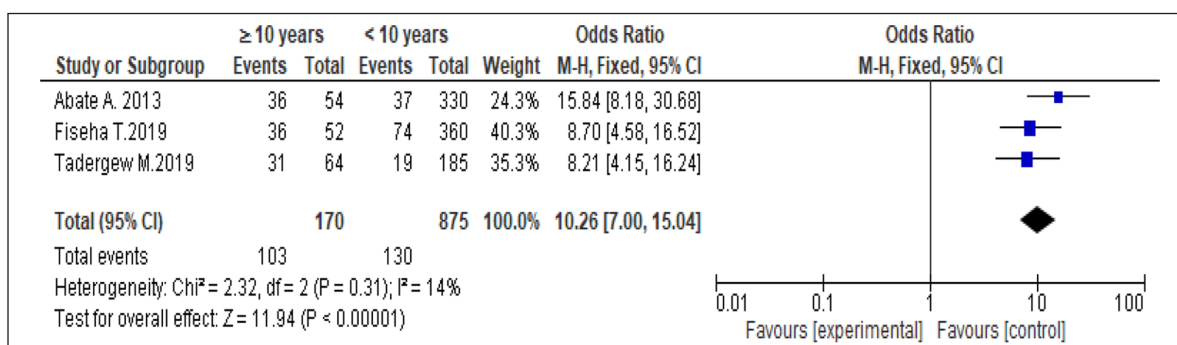 ≥ 10 years < 10 years Odds Ratio Odds Ratio
Study or Subgroup Events Total Events Total Weight M-H, Fixed, 95% CI M-H, Fixed, 95% CI
Abate A. 2013 36 54 37 330 24.3% 15.84 [8.18, 30.68]
Fiseha T.2019 36 52 74 360 40.3% 8.70 [4.58, 16.52]
Tadergew M.2019 31 64 19 185 35.3% 8.21 [4.15, 16.24]
Total (95% CI) 170 875 100.0% 10.26 [7.00, 15.04]
Total events 103 130
Heterogeneity: Chi² = 2.32, df = 2 (P = 0.31); I² = 14%
Test for overall effect: Z = 11.94 (P < 0.00001)
0.01 0.1 1 10 100
Favours [experimental] Favours [control]